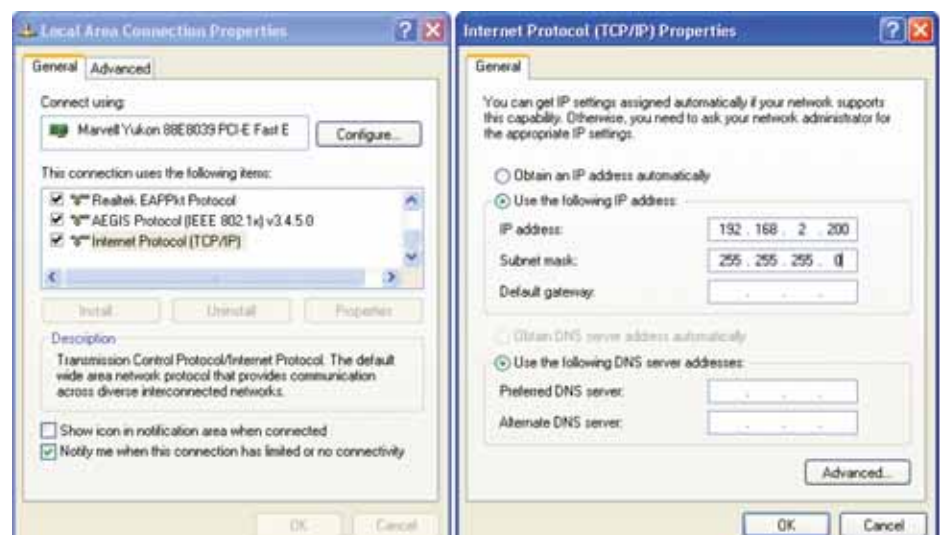 Local Area Connection Properties
General
Advanced
Connect using:
Marvell Yukon 88E8039 PCI-E Fast E
Configure...
This connection uses the following items:
Realtek EAPPkt Protocol
AEGIS Protocol (IEEE 802.1x) v3.4.5.0
Internet Protocol (TCP/IP)
Install
Uninstall
Properties
Description
Transmission Control Protocol/Internet Protocol. The default
wide area network protocol that provides communication
across diverse interconnected networks.
Show icon in notification area when connected
Notify me when this connection has limited or no connectivity
OK
Cancel
Internet Protocol (TCP/IP) Properties
General
You can get IP settings assigned automatically if your network supports
this capability. Otherwise, you need to ask your network administrator for
the appropriate IP settings.
Obtain an IP address automatically
Use the following IP address:
IP address:
192 . 168 . 2 . 200
Subnet mask:
255 . 255 . 255 . 0
Default gateway:
Obtain DNS server address automatically
Use the following DNS server addresses:
Preferred DNS server:
Alternate DNS server:
Advanced...
OK
Cancel